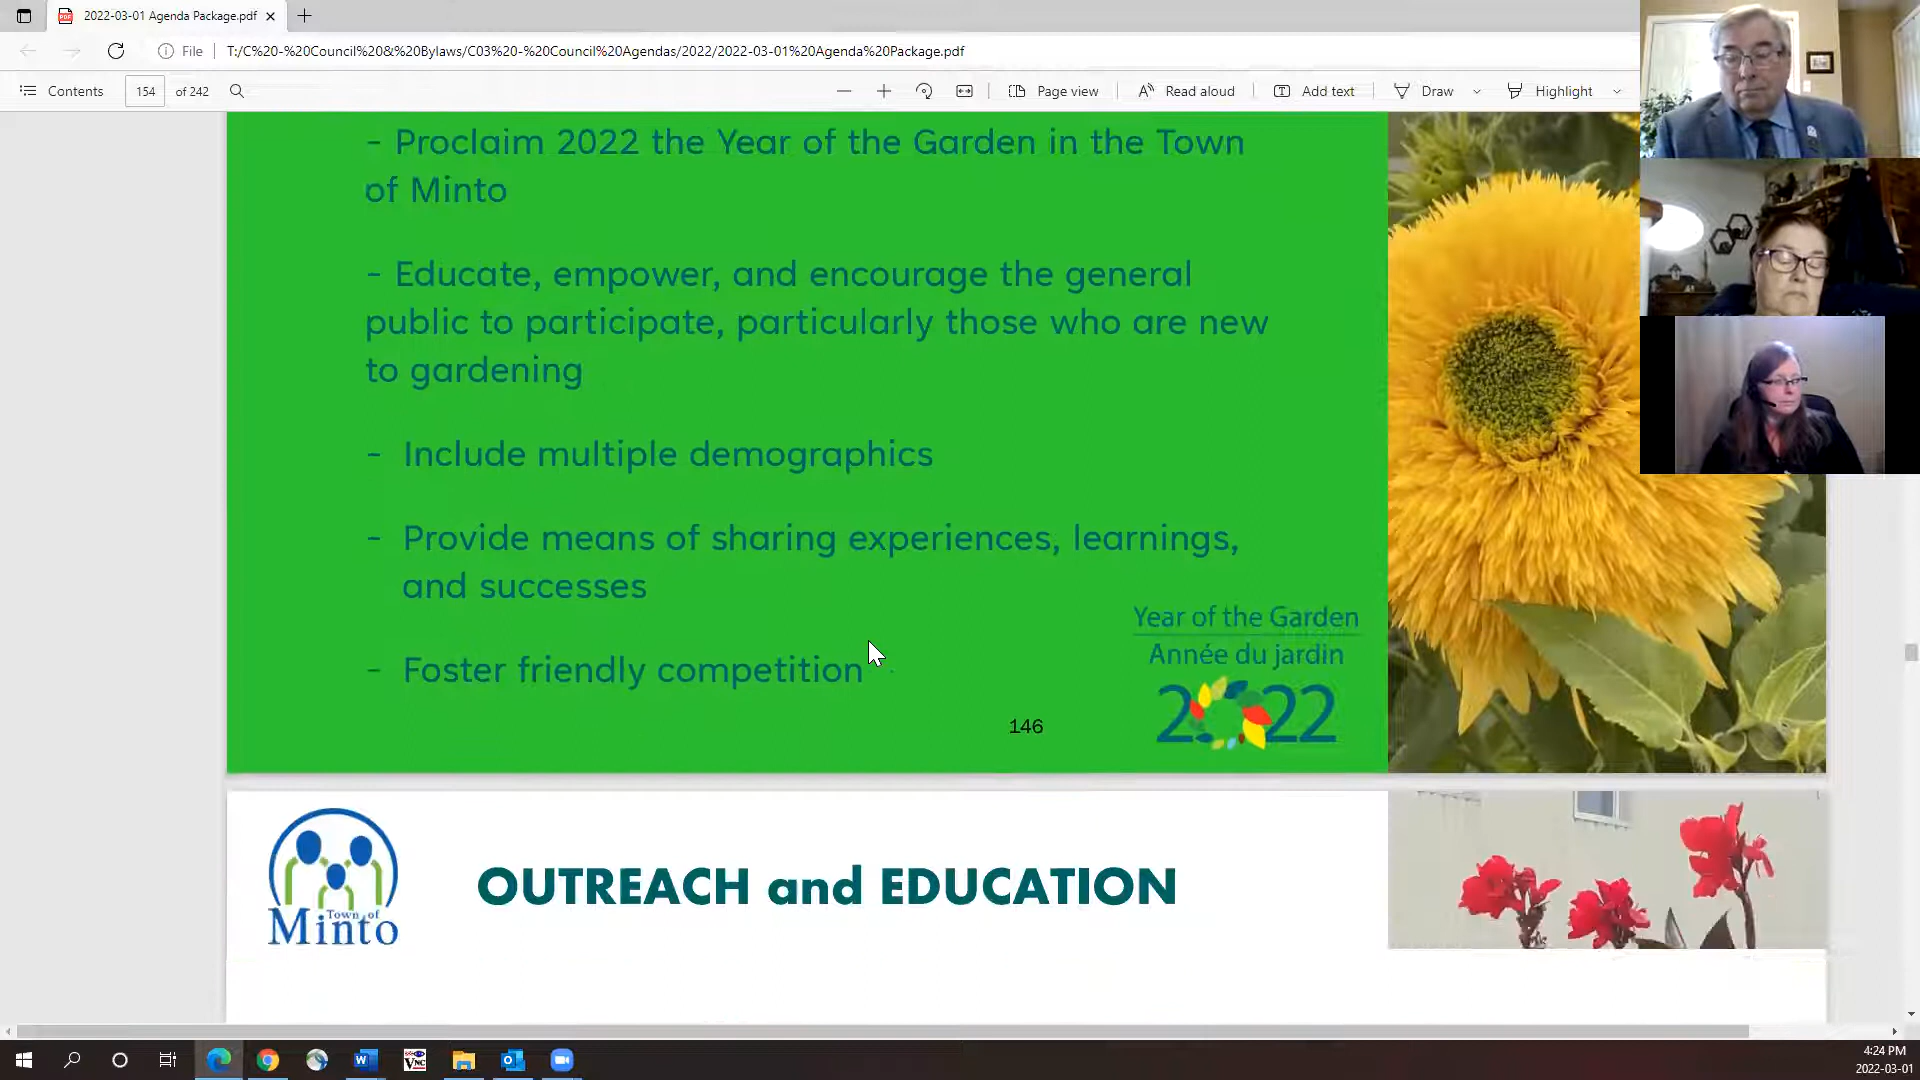 2022-03-01 Agenda Package.pdf
File
T:/C%20-%20Council%20&%20Bylaws/C03%20-%20Council%20Agendas/2022/2022-03-01%20Agenda%20Package.pdf
Contents
154 of 242
Page view
Read aloud
Add text
Draw
Highlight
- Proclaim 2022 the Year of the Garden in the Town
of Minto
- Educate, empower, and encourage the general
public to participate, particularly those who are new
to gardening
- Include multiple demographics
- Provide means of sharing experiences, learnings,
and successes
- Foster friendly competition
Year of the Garden
Année du jardin
2022
146
Town of
Minto
OUTREACH and EDUCATION
4:24 PM
2022-03-01